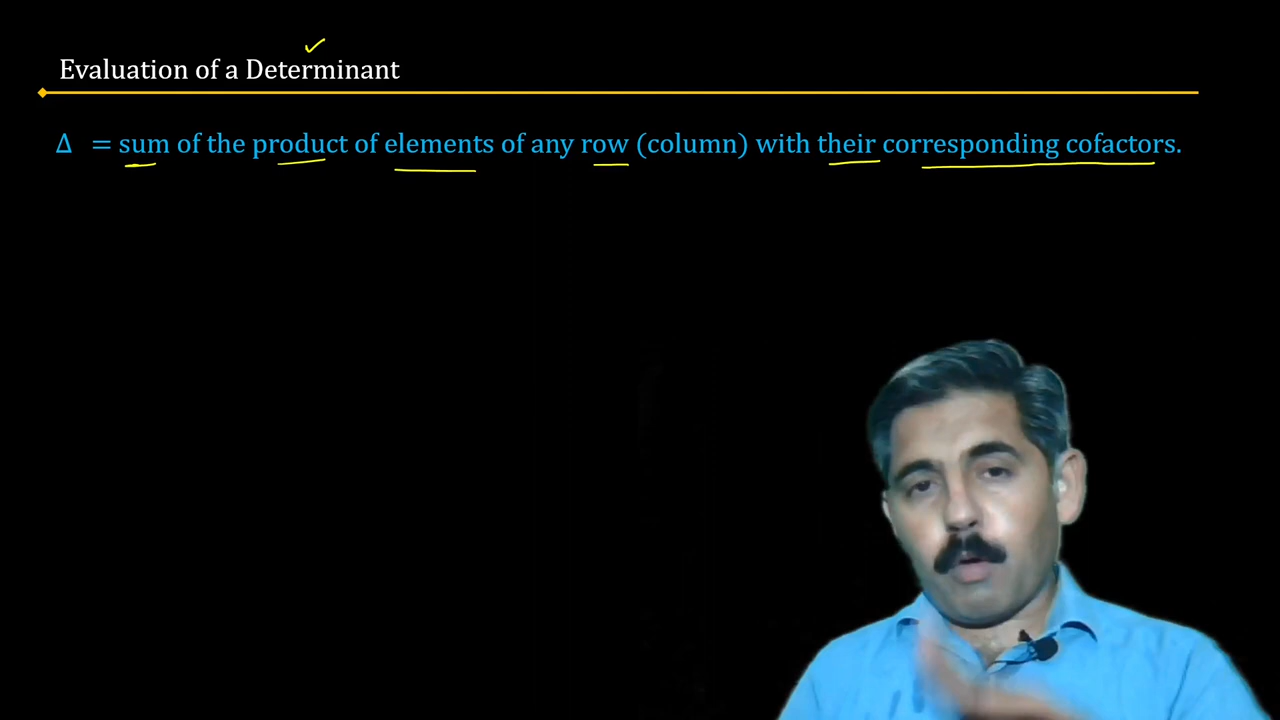 Evaluation of a Determinant
Δ = sum of the product of elements of any row (column) with their corresponding cofactors.